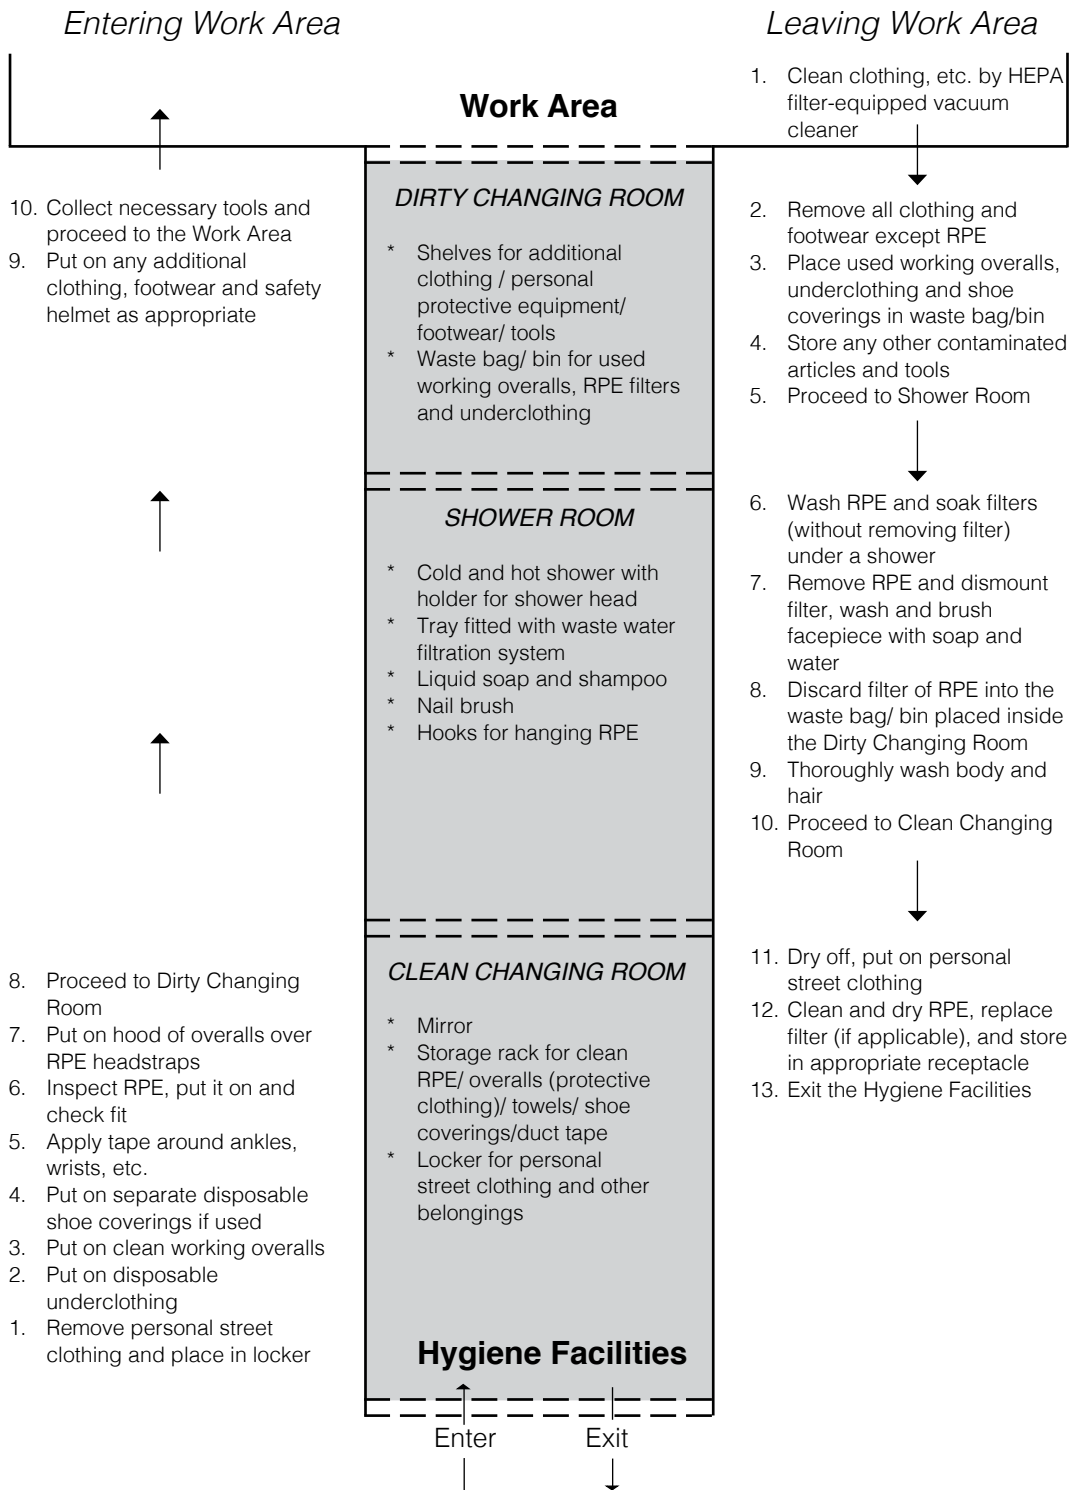 Entering Work Area
Leaving Work Area
Work Area
1. Clean clothing, etc. by HEPA
filter-equipped vacuum
cleaner
10. Collect necessary tools and
proceed to the Work Area
9. Put on any additional
clothing, footwear and safety
helmet as appropriate
DIRTY CHANGING ROOM
* Shelves for additional
clothing / personal
protective equipment/
footwear/ tools
* Waste bag/ bin for used
working overalls, RPE filters
and underclothing
2. Remove all clothing and
footwear except RPE
3. Place used working overalls,
underclothing and shoe
coverings in waste bag/bin
4. Store any other contaminated
articles and tools
5. Proceed to Shower Room
SHOWER ROOM
* Cold and hot shower with
holder for shower head
* Tray fitted with waste water
filtration system
* Liquid soap and shampoo
* Nail brush
* Hooks for hanging RPE
6. Wash RPE and soak filters
(without removing filter)
under a shower
7. Remove RPE and dismount
filter, wash and brush
facepiece with soap and
water
8. Discard filter of RPE into the
waste bag/ bin placed inside
the Dirty Changing Room
9. Thoroughly wash body and
hair
10. Proceed to Clean Changing
Room
8. Proceed to Dirty Changing
Room
7. Put on hood of overalls over
RPE headstraps
6. Inspect RPE, put it on and
check fit
5. Apply tape around ankles,
wrists, etc.
4. Put on separate disposable
shoe coverings if used
3. Put on clean working overalls
2. Put on disposable
underclothing
1. Remove personal street
clothing and place in locker
CLEAN CHANGING ROOM
* Mirror
* Storage rack for clean
RPE/ overalls (protective
clothing)/ towels/ shoe
coverings/duct tape
* Locker for personal
street clothing and other
belongings
11. Dry off, put on personal
street clothing
12. Clean and dry RPE, replace
filter (if applicable), and store
in appropriate receptacle
13. Exit the Hygiene Facilities
Hygiene Facilities
Enter
Exit